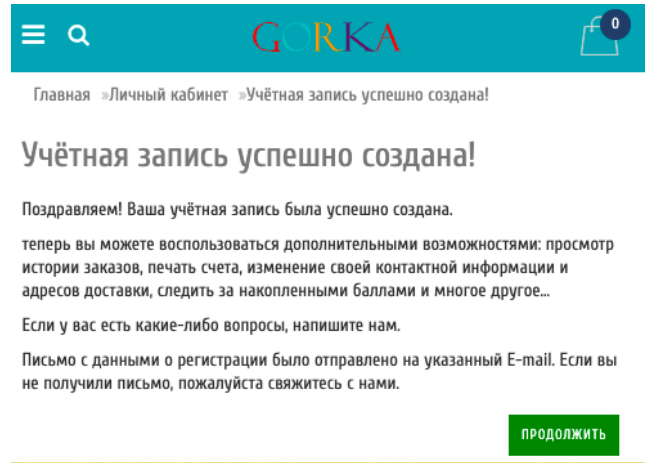 GORKA 0
Главная »Личный кабинет »Учётная запись успешно создана!
Учётная запись успешно создана!
Поздравляем! Ваша учётная запись была успешно создана.
теперь вы можете воспользоваться дополнительными возможностями: просмотр
истории заказов, печать счета, изменение своей контактной информации и
адресов доставки, следить за накопленными баллами и многое другое...
Если у вас есть какие-либо вопросы, напишите нам.
Письмо с данными о регистрации было отправлено на указанный E-mail. Если вы
не получили письмо, пожалуйста свяжитесь с нами.
ПРОДОЛЖИТЬ